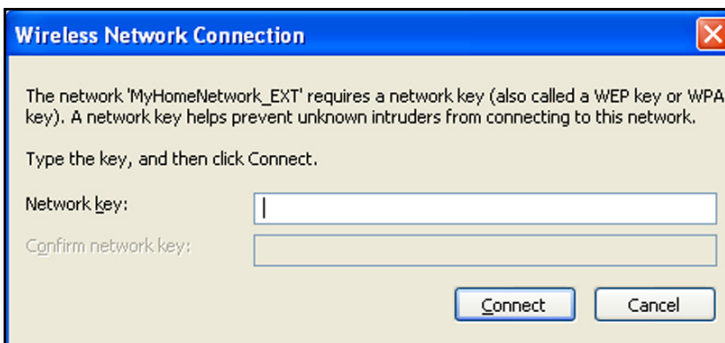 Wireless Network Connection
The network 'MyHomeNetwork_EXT' requires a network key (also called a WEP key or WPA
key). A network key helps prevent unknown intruders from connecting to this network.
Type the key, and then click Connect.
Network key:
Confirm network key:
Connect Cancel